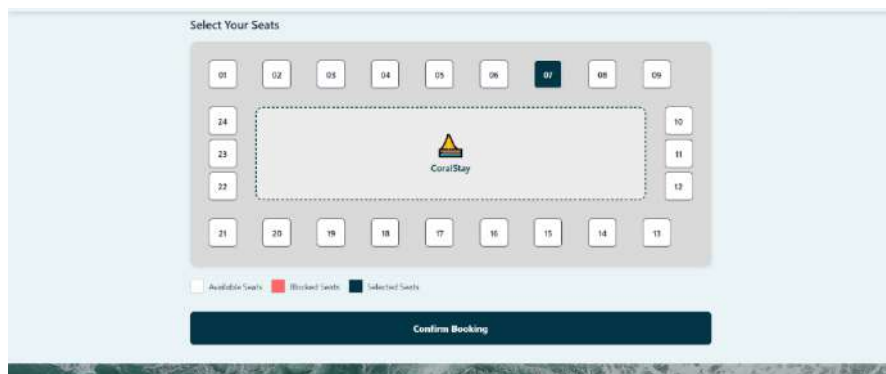 Select Your Seats
01 02 03 04 05 06 07 08 09
24 10
23 CoralStay 11
22 12
21 20 19 18 17 16 15 14 13
Available Seats Blocked Seats Selected Seats
Confirm Booking